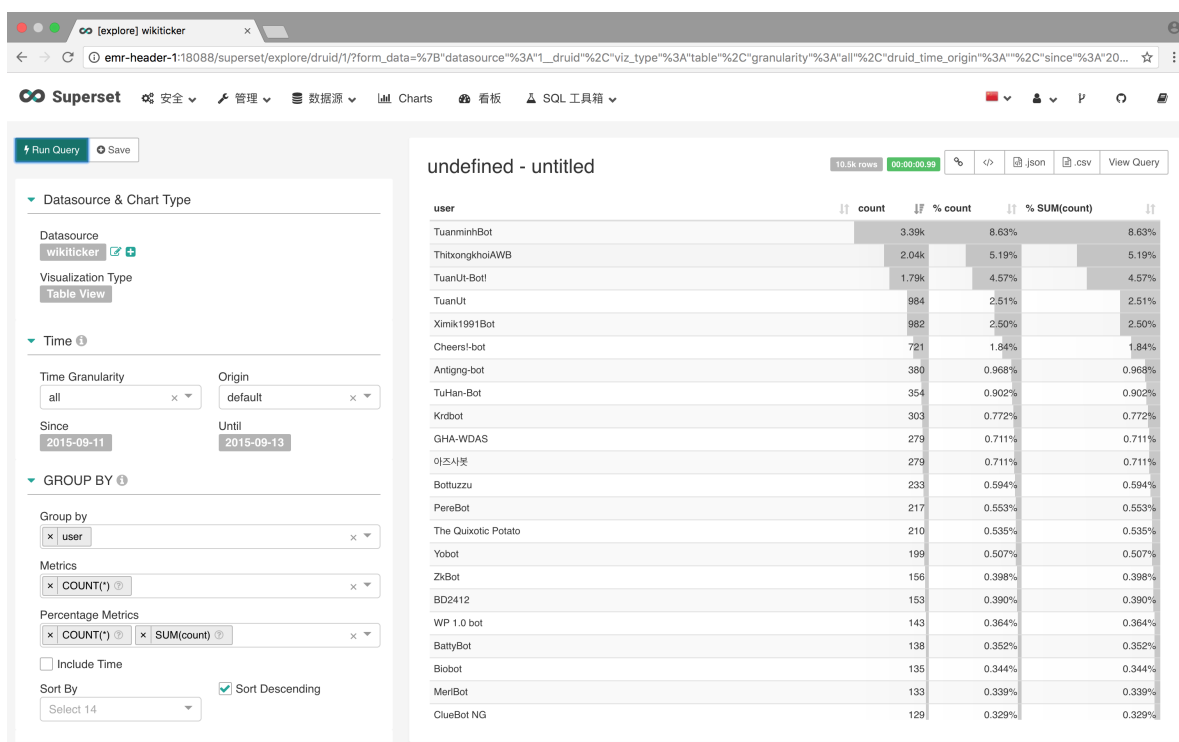 [explore] wikiticker ×
emr-header-1:18088/superset/explore/druid/1/?form_data=%7B"datasource"%3A"1__druid"%2C"viz_type"%3A"table"%2C"granularity"%3A"all"%2C"druid_time_origin"%3A""%2C"since"%3A"20...
Superset 安全 管理 数据源 Charts 看板 SQL 工具箱
Run Query Save
undefined - untitled 10.5k rows 00:00:00.99 </> .json .csv View Query
Datasource & Chart Type
Datasource
wikiticker
Visualization Type
Table View
Time
Time Granularity Origin
all × default ×
Since Until
2015-09-11 2015-09-13
GROUP BY
Group by
× user ×
Metrics
× COUNT(*) ×
Percentage Metrics
× COUNT(*) × SUM(count) ×
Include Time
Sort By Sort Descending
Select 14
user count % count % SUM(count)
TuanminhBot 3.39k 8.63% 8.63%
ThitxongkhoiAWB 2.04k 5.19% 5.19%
TuanUt-Bot! 1.79k 4.57% 4.57%
TuanUt 984 2.51% 2.51%
Ximik1991Bot 982 2.50% 2.50%
Cheers!-bot 721 1.84% 1.84%
Antigng-bot 380 0.968% 0.968%
TuHan-Bot 354 0.902% 0.902%
Krdbot 303 0.772% 0.772%
GHA-WDAS 279 0.711% 0.711%
아즈사봇 279 0.711% 0.711%
Bottuzzu 233 0.594% 0.594%
PereBot 217 0.553% 0.553%
The Quixotic Potato 210 0.535% 0.535%
Yobot 199 0.507% 0.507%
ZkBot 156 0.398% 0.398%
BD2412 153 0.390% 0.390%
WP 1.0 bot 143 0.364% 0.364%
BattyBot 138 0.352% 0.352%
Biobot 135 0.344% 0.344%
MerlBot 133 0.339% 0.339%
ClueBot NG 129 0.329% 0.329%